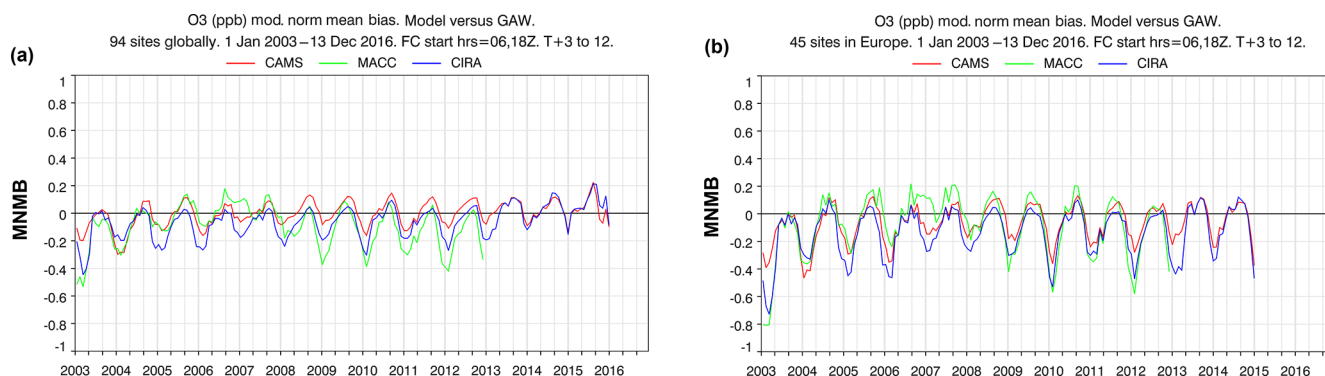 (a)
O3 (ppb) mod. norm mean bias. Model versus GAW.
94 sites globally. 1 Jan 2003 – 13 Dec 2016. FC start hrs=06,18Z. T+3 to 12.
CAMS MACC CIRA
MNMB
1
0.8
0.6
0.4
0.2
0
-0.2
-0.4
-0.6
-0.8
-1
2003 2004 2005 2006 2007 2008 2009 2010 2011 2012 2013 2014 2015 2016
(b)
O3 (ppb) mod. norm mean bias. Model versus GAW.
45 sites in Europe. 1 Jan 2003 – 13 Dec 2016. FC start hrs=06,18Z. T+3 to 12.
CAMS MACC CIRA
MNMB
1
0.8
0.6
0.4
0.2
0
-0.2
-0.4
-0.6
-0.8
-1
2003 2004 2005 2006 2007 2008 2009 2010 2011 2012 2013 2014 2015 2016